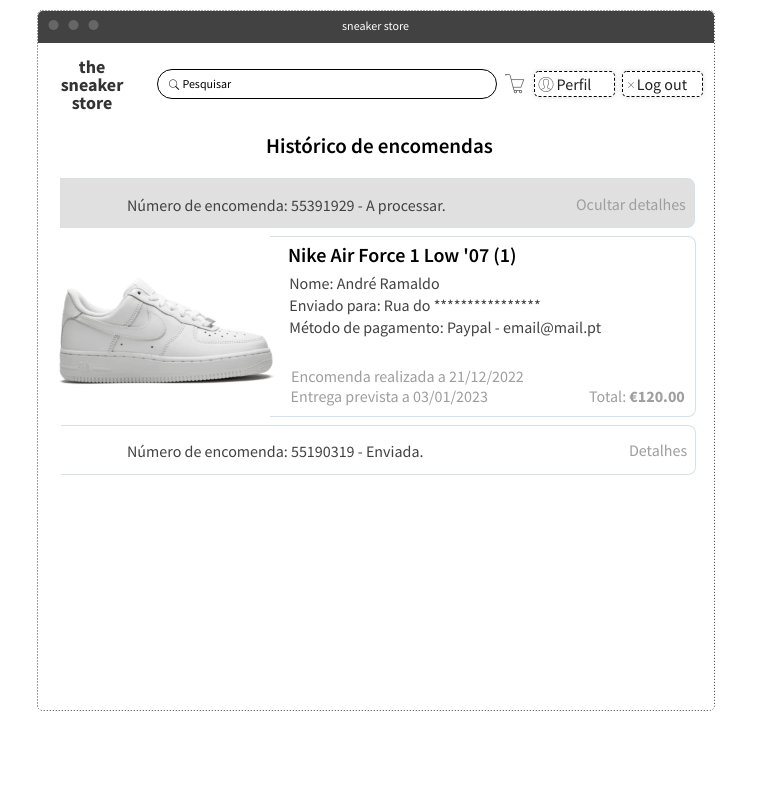 sneaker store
the
sneaker
store
Pesquisar
Perfil
Log out
Histórico de encomendas
Número de encomenda: 55391929 - A processar.
Ocultar detalhes
Nike Air Force 1 Low '07 (1)
Nome: André Ramaldo
Enviado para: Rua do ****************
Método de pagamento: Paypal - email@mail.pt
Encomenda realizada a 21/12/2022
Entrega prevista a 03/01/2023
Total: €120.00
Número de encomenda: 55190319 - Enviada.
Detalhes